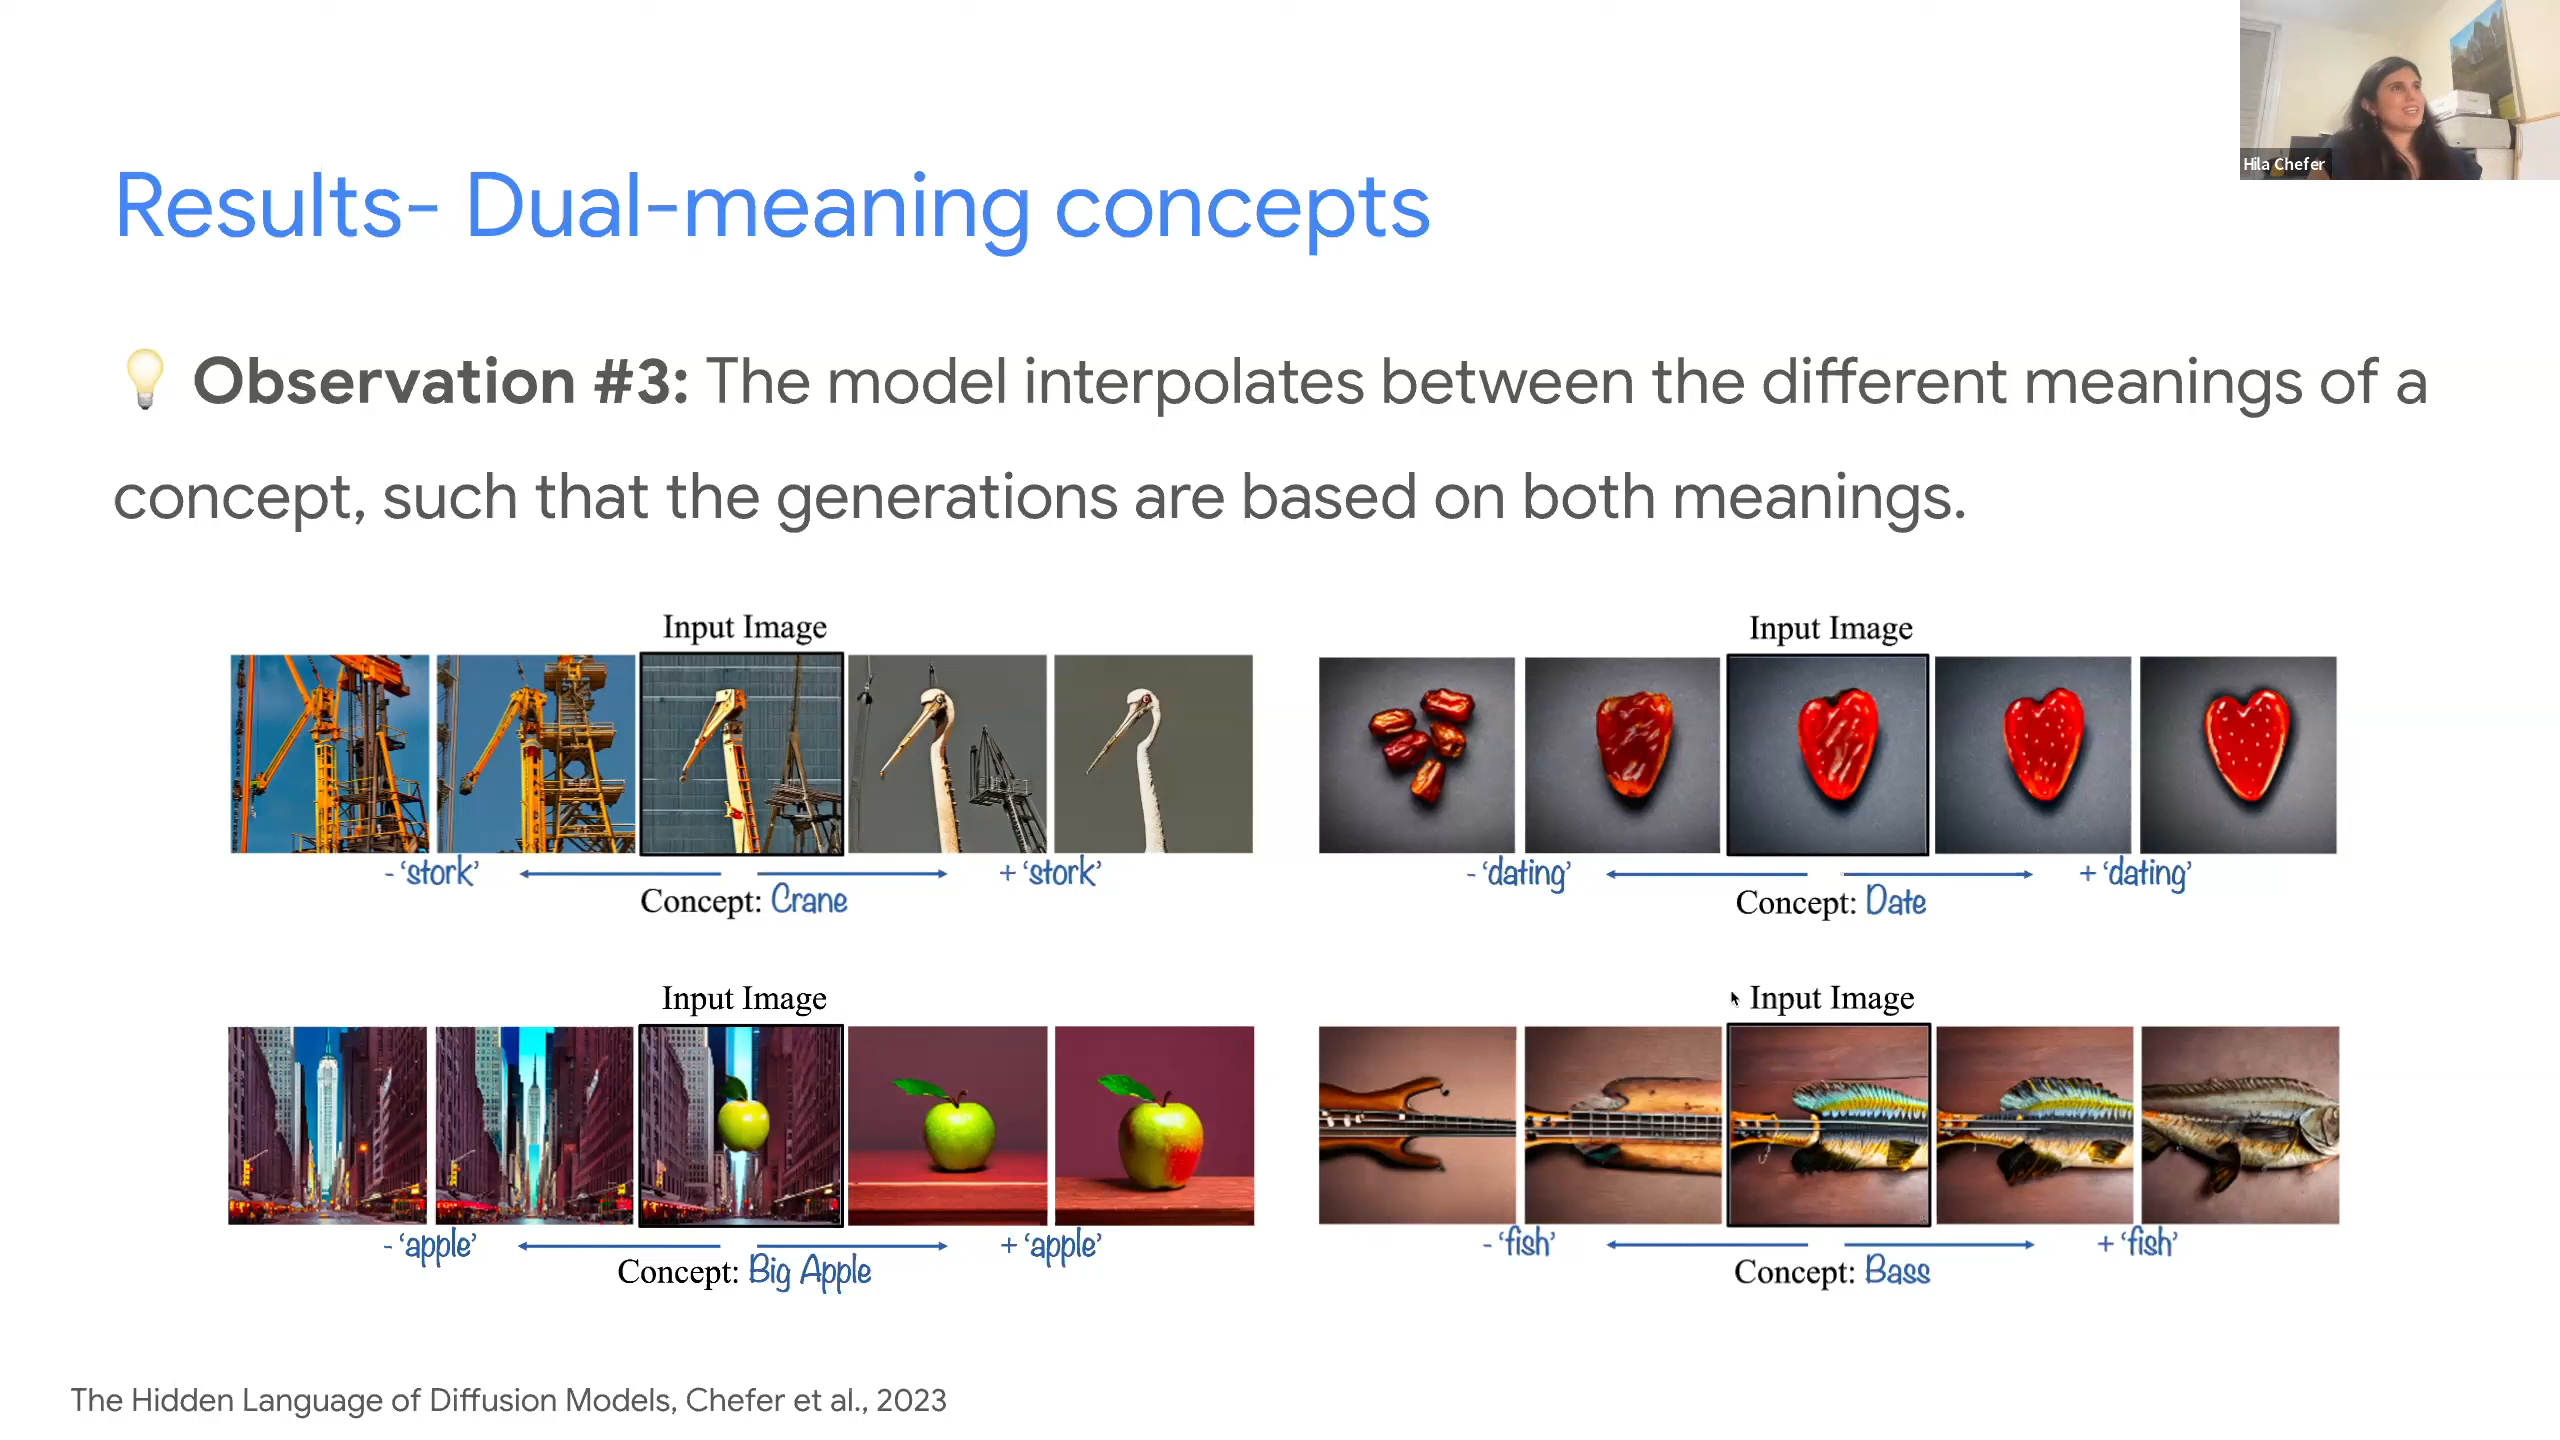 Hila Chefer
Results- Dual-meaning concepts
Observation #3: The model interpolates between the different meanings of a
concept, such that the generations are based on both meanings.
Input Image
- 'stork'
+ 'stork'
Concept: Crane
Input Image
- 'dating'
+ 'dating'
Concept: Date
Input Image
- 'apple'
+ 'apple'
Concept: Big Apple
Input Image
- 'fish'
+ 'fish'
Concept: Bass
The Hidden Language of Diffusion Models, Chefer et al., 2023